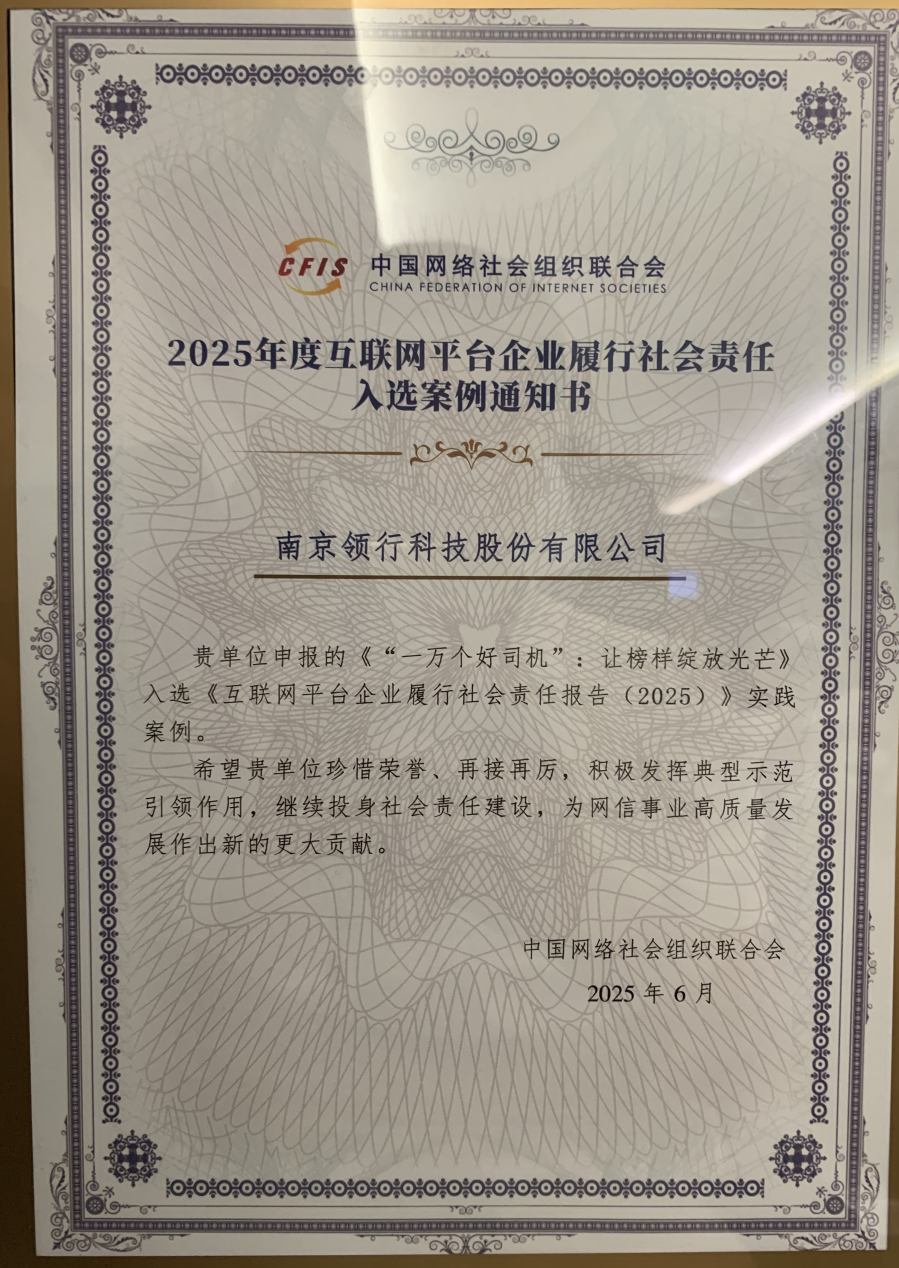 CFIS
中国网络社会组织联合会
CHINA FEDERATION OF INTERNET SOCIETIES
2025年度互联网平台企业履行社会责任
入选案例通知书
南京领行科技股份有限公司
贵单位申报的《“一万个好司机”：让榜样绽放光芒》
入选《互联网平台企业履行社会责任报告（2025）》实践
案例。
希望贵单位珍惜荣誉、再接再厉，积极发挥典型示范
引领作用，继续投身社会责任建设，为网信事业高质量发
展作出新的更大贡献。
中国网络社会组织联合会
2025 年 6 月